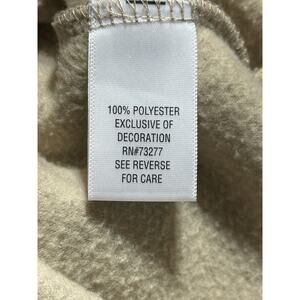 100% POLYESTER
EXCLUSIVE OF
DECORATION
RN#73277
SEE REVERSE
FOR CARE